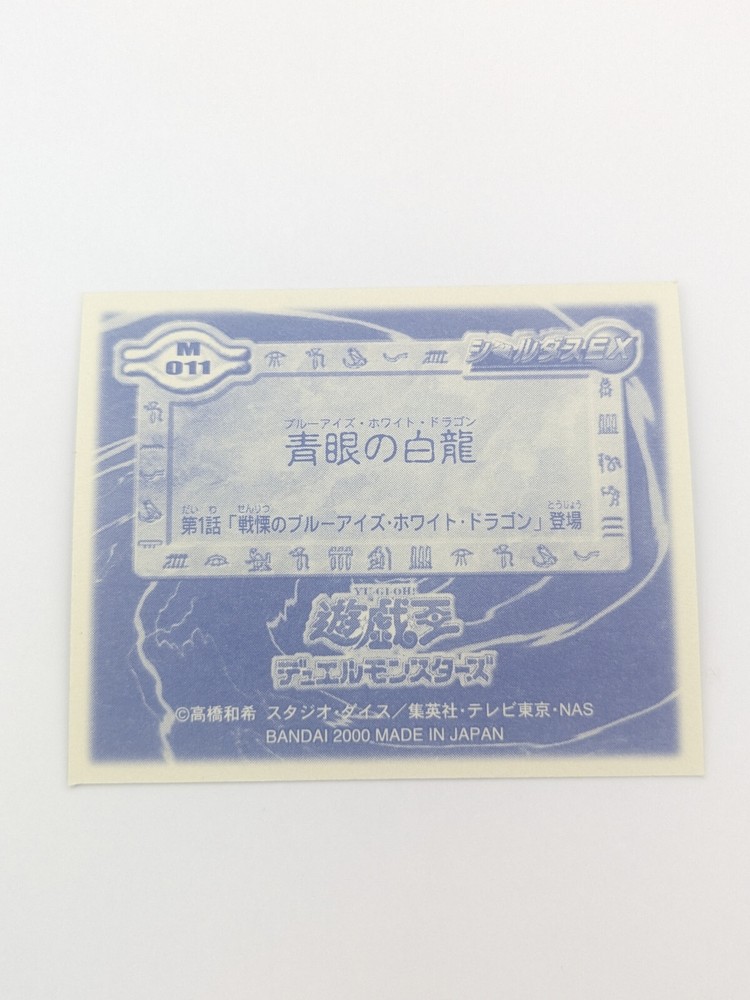 M
011
シールダスEX
ブルーアイズ・ホワイト・ドラゴン
青眼の白龍
だい わ せんりつ とうじょう
第1話「戦慄のブルーアイズ・ホワイト・ドラゴン」登場
YU-GI-OH!
遊戯王
デュエルモンスターズ
©高橋和希 スタジオ・ダイス／集英社・テレビ東京・NAS
BANDAI 2000 MADE IN JAPAN